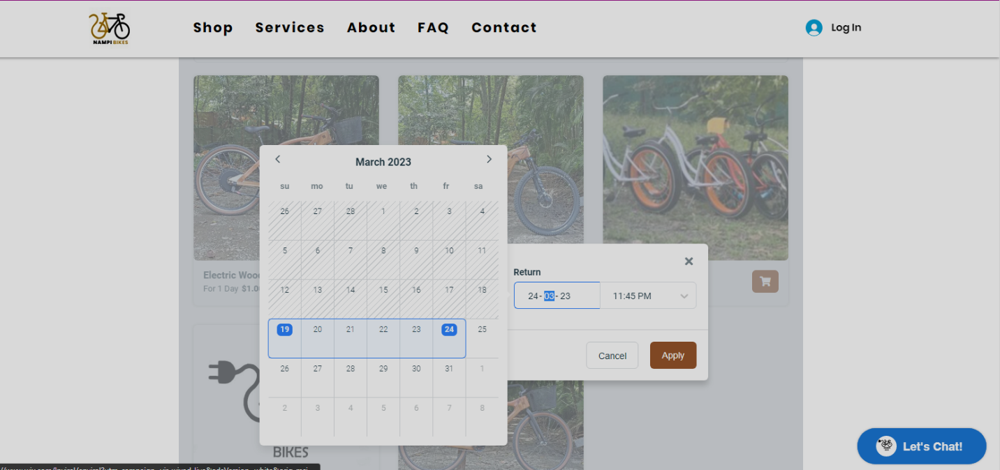 Shop Services About FAQ Contact
Log In
NAMPI BIKES
March 2023
su mo tu we th fr sa
26 27 28 1 2 3 4
5 6 7 8 9 10 11
12 13 14 15 16 17 18
19 20 21 22 23 24 25
26 27 28 29 30 31 1
2 3 4 5 6 7 8
Return
24-03-23 11:45 PM
Cancel Apply
Electric Woo
For 1 Day $1.0
BIKES
Let's Chat!